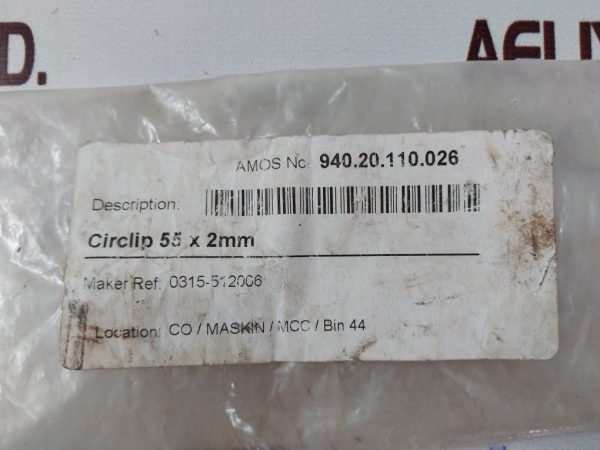 D.
AMOS No. 940.20.110.026
Description:
Circlip 55 x 2mm
Maker Ref: 0315-512006
Location: CO / MASKIN / MCC / Bin 44